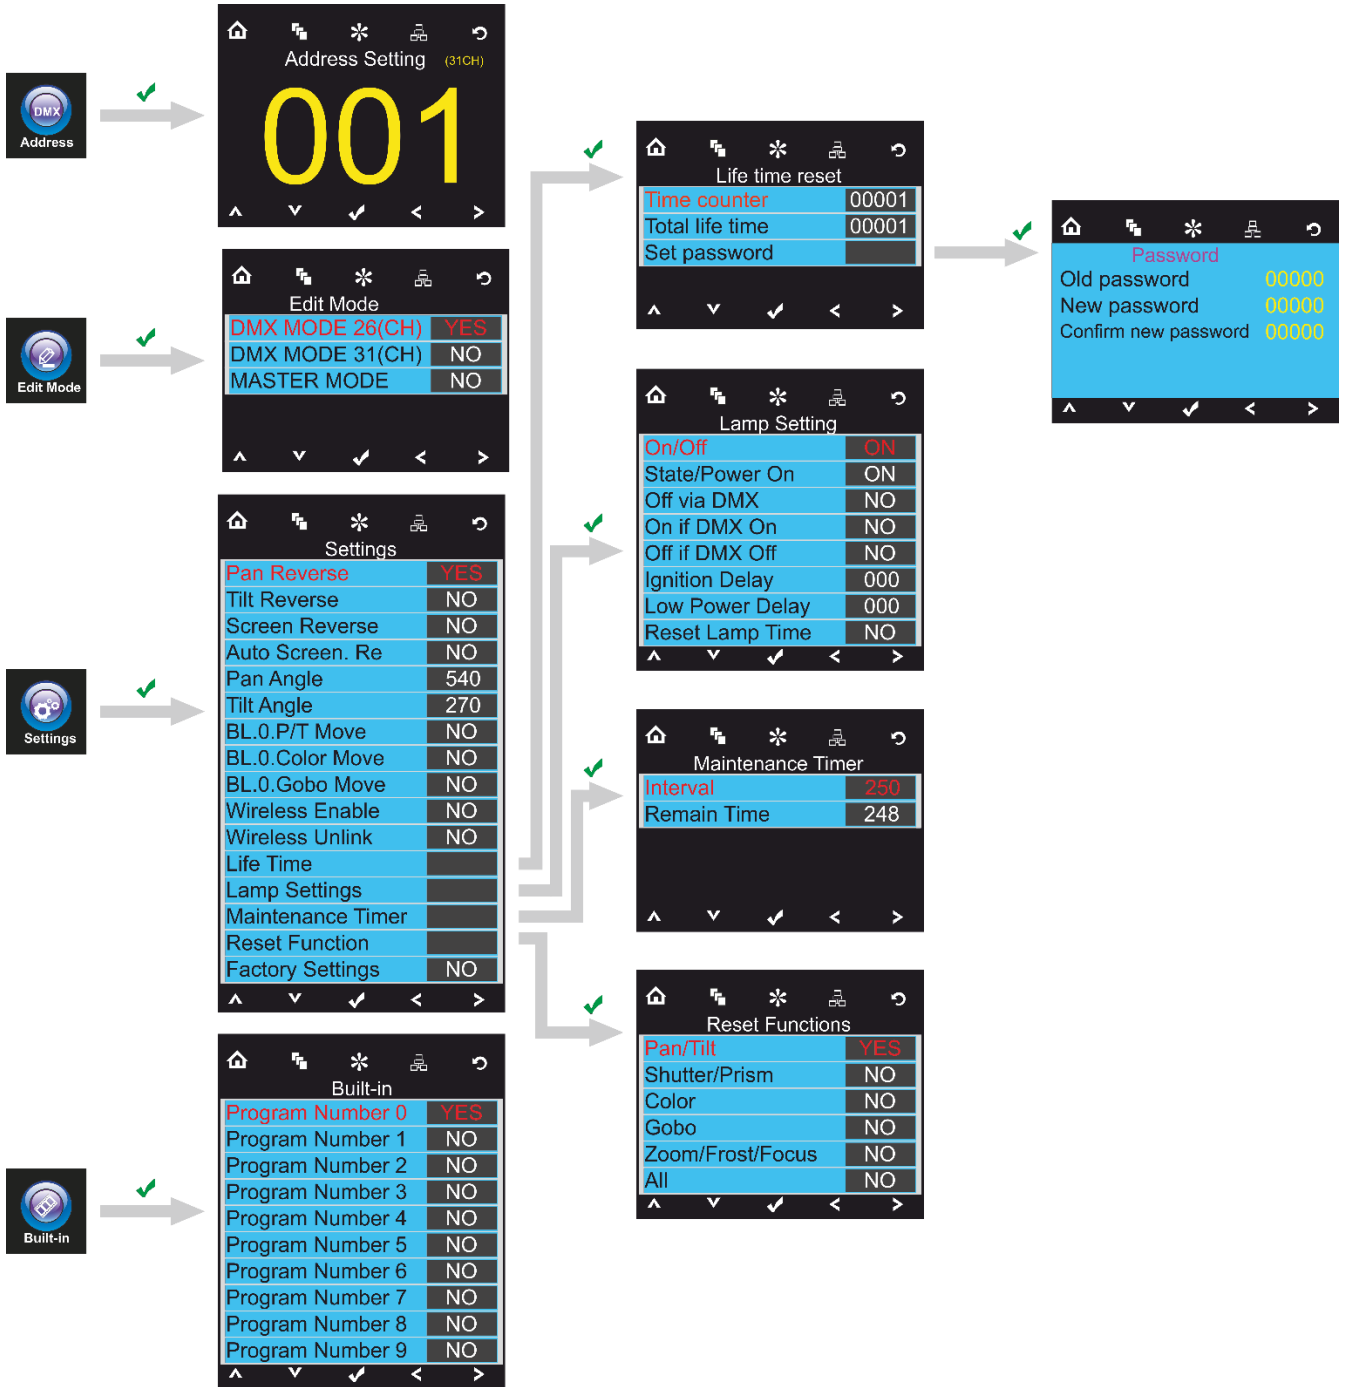 DMX
Address
Address Setting (31CH)
001
Edit Mode
Edit Mode
DMX MODE 26(CH) YES
DMX MODE 31(CH) NO
MASTER MODE NO
Settings
Settings
Pan Reverse YES
Tilt Reverse NO
Screen Reverse NO
Auto Screen. Re NO
Pan Angle 540
Tilt Angle 270
BL.0.P/T Move NO
BL.0.Color Move NO
BL.0.Gobo Move NO
Wireless Enable NO
Wireless Unlink NO
Life Time
Lamp Settings
Maintenance Timer
Reset Function
Factory Settings NO
Built-in
Built-in
Program Number 0 YES
Program Number 1 NO
Program Number 2 NO
Program Number 3 NO
Program Number 4 NO
Program Number 5 NO
Program Number 6 NO
Program Number 7 NO
Program Number 8 NO
Program Number 9 NO
Life time reset
Time counter 00001
Total life time 00001
Set password
Password
Old password 00000
New password 00000
Confirm new password 00000
Lamp Setting
On/Off ON
State/Power On ON
Off via DMX NO
On if DMX On NO
Off if DMX Off NO
Ignition Delay 000
Low Power Delay 000
Reset Lamp Time NO
Maintenance Timer
Interval 250
Remain Time 248
Reset Functions
Pan/Tilt YES
Shutter/Prism NO
Color NO
Gobo NO
Zoom/Frost/Focus NO
All NO